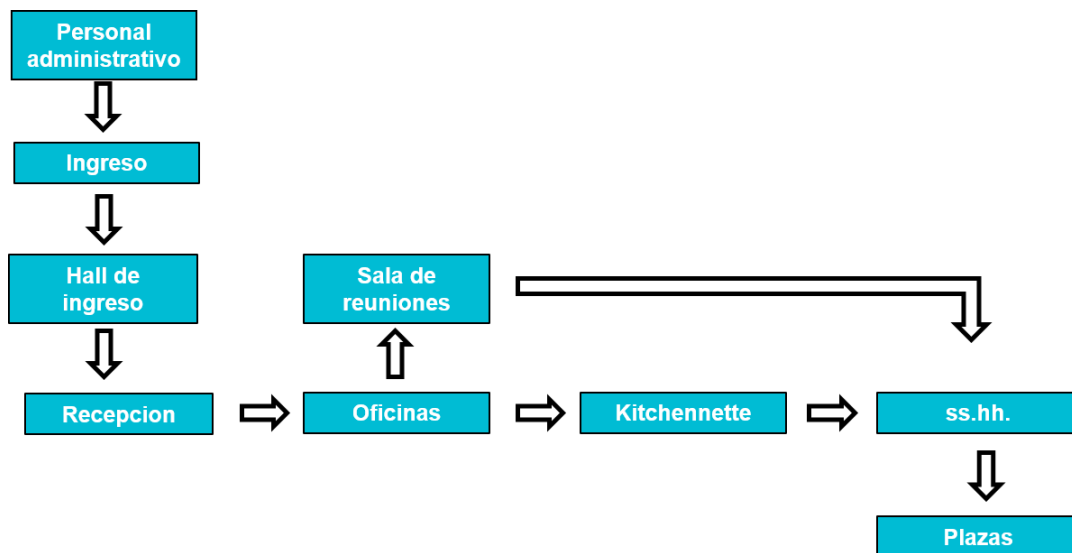 Personal
administrativo
Ingreso
Hall de
ingreso
Sala de
reuniones
Recepcion
Oficinas
Kitchennette
ss.hh.
Plazas